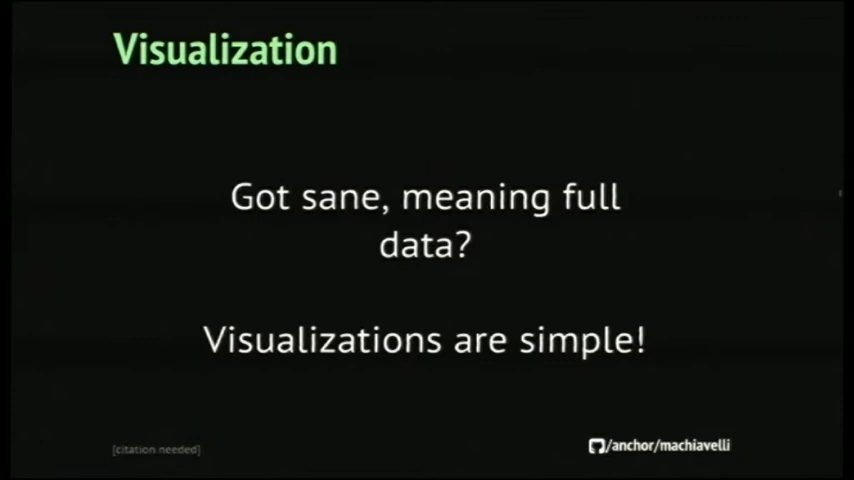 Visualization
Got sane, meaning full
data?
Visualizations are simple!
[citation needed]
/anchor/machiavelli